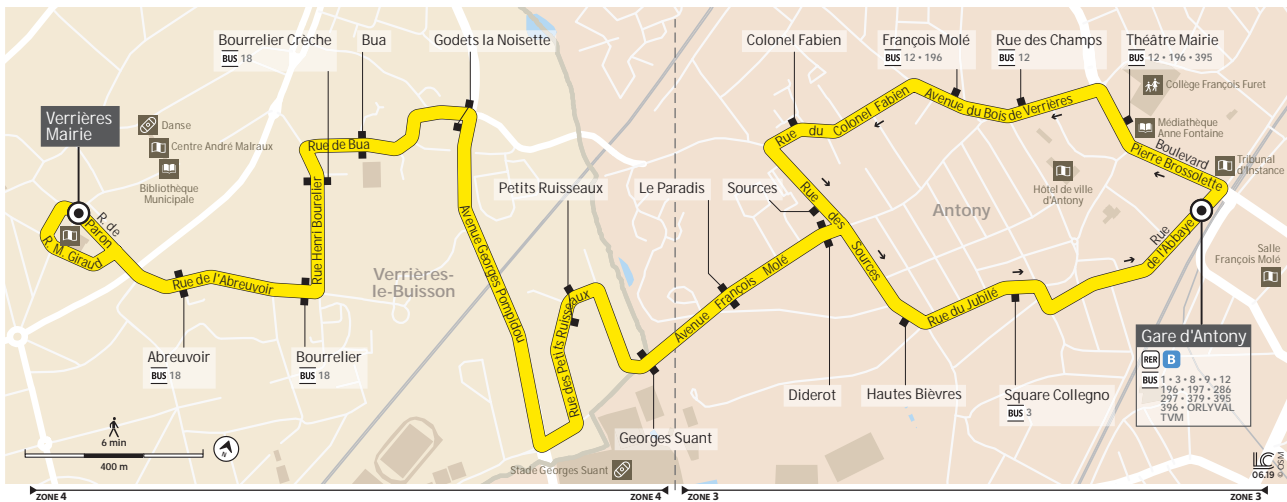 Bourrelier Crèche
BUS 18
Bua
Godets la Noisette
Colonel Fabien
François Molé
BUS 12 • 196
Rue des Champs
BUS 12
Théâtre Mairie
BUS 12 • 196 • 395
Collège François Furet
Médiathèque
Anne Fontaine
Tribunal
d'Instance
Verrières
Mairie
Danse
Centre André Malraux
Bibliothèque
Municipale
Rue de Bua
Rue du Colonel Fabien
Avenue du Bois de Verrières
Boulevard
Pierre Brossolette
Hôtel de ville
d'Antony
Petits Ruisseaux
Le Paradis
Sources
Antony
R. de
Paron
R. M. Giraud
Rue de l'Abreuvoir
Rue Henri Bourelier
Verrières-
le-Buisson
Avenue Georges Pompidou
Rue des Petits Ruisseaux
Avenue François Molé
Rue des Sources
Rue du Jubilé
Rue
de l'Abbaye
Salle
François Molé
Abreuvoir
BUS 18
Bourrelier
BUS 18
Georges Suant
Diderot
Hautes Bièvres
Square Collegno
BUS 3
Gare d'Antony
RER B
BUS 1 • 3 • 8 • 9 • 12
196 • 197 • 286
297 • 379 • 395
396 • ORLYVAL
TVM
Stade Georges Suant
6 min
400 m
N
LC
06.19
© OSM
ZONE 4
ZONE 4
ZONE 3
ZONE 3